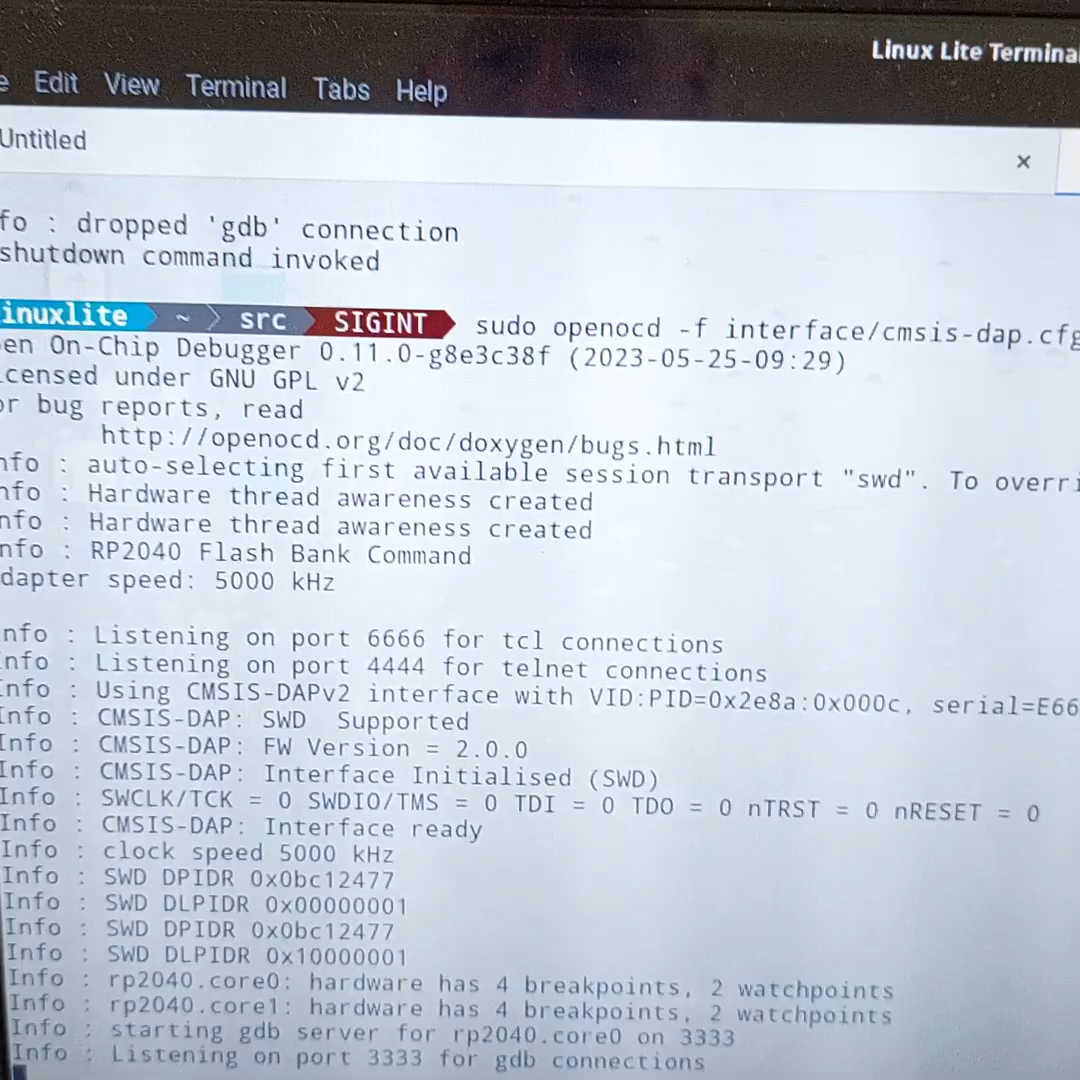 Linux Lite Termina
e Edit View Terminal Tabs Help
Untitled ×
fo : dropped 'gdb' connection
shutdown command invoked
inuxlite ~ src SIGINT sudo openocd -f interface/cmsis-dap.cfg
en On-Chip Debugger 0.11.0-g8e3c38f (2023-05-25-09:29)
icensed under GNU GPL v2
or bug reports, read
http://openocd.org/doc/doxygen/bugs.html
nfo : auto-selecting first available session transport "swd". To overri
nfo : Hardware thread awareness created
nfo : Hardware thread awareness created
nfo : RP2040 Flash Bank Command
dapter speed: 5000 kHz
nfo : Listening on port 6666 for tcl connections
nfo : Listening on port 4444 for telnet connections
Info : Using CMSIS-DAPv2 interface with VID:PID=0x2e8a:0x000c, serial=E66
Info : CMSIS-DAP: SWD  Supported
Info : CMSIS-DAP: FW Version = 2.0.0
Info : CMSIS-DAP: Interface Initialised (SWD)
Info : SWCLK/TCK = 0 SWDIO/TMS = 0 TDI = 0 TDO = 0 nTRST = 0 nRESET = 0
Info : CMSIS-DAP: Interface ready
Info : clock speed 5000 kHz
Info : SWD DPIDR 0x0bc12477
Info : SWD DLPIDR 0x00000001
Info : SWD DPIDR 0x0bc12477
Info : SWD DLPIDR 0x10000001
Info : rp2040.core0: hardware has 4 breakpoints, 2 watchpoints
Info : rp2040.core1: hardware has 4 breakpoints, 2 watchpoints
Info : starting gdb server for rp2040.core0 on 3333
Info : Listening on port 3333 for gdb connections